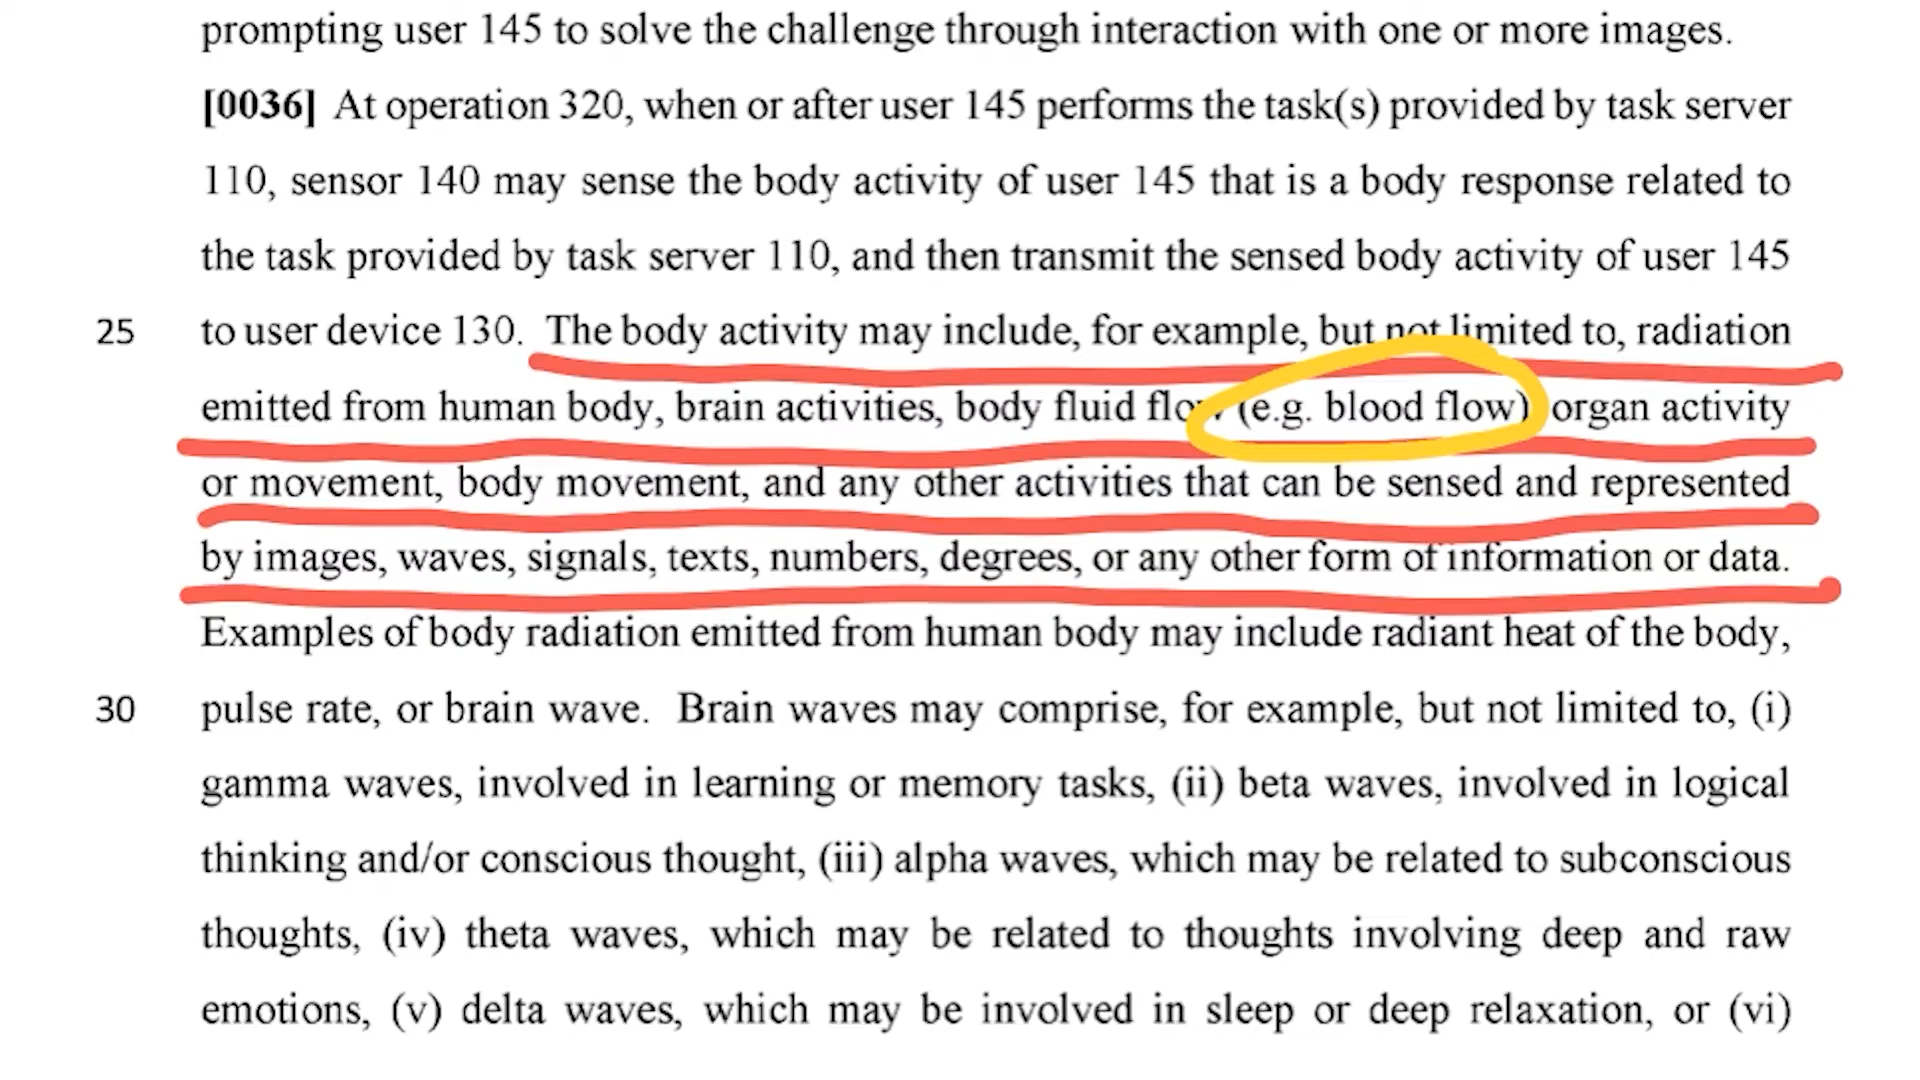 prompting user 145 to solve the challenge through interaction with one or more images.
[0036] At operation 320, when or after user 145 performs the task(s) provided by task server
110, sensor 140 may sense the body activity of user 145 that is a body response related to
the task provided by task server 110, and then transmit the sensed body activity of user 145
25 to user device 130. The body activity may include, for example, but not limited to, radiation
emitted from human body, brain activities, body fluid flow (e.g. blood flow) organ activity
or movement, body movement, and any other activities that can be sensed and represented
by images, waves, signals, texts, numbers, degrees, or any other form of information or data.
Examples of body radiation emitted from human body may include radiant heat of the body,
30 pulse rate, or brain wave. Brain waves may comprise, for example, but not limited to, (i)
gamma waves, involved in learning or memory tasks, (ii) beta waves, involved in logical
thinking and/or conscious thought, (iii) alpha waves, which may be related to subconscious
thoughts, (iv) theta waves, which may be related to thoughts involving deep and raw
emotions, (v) delta waves, which may be involved in sleep or deep relaxation, or (vi)